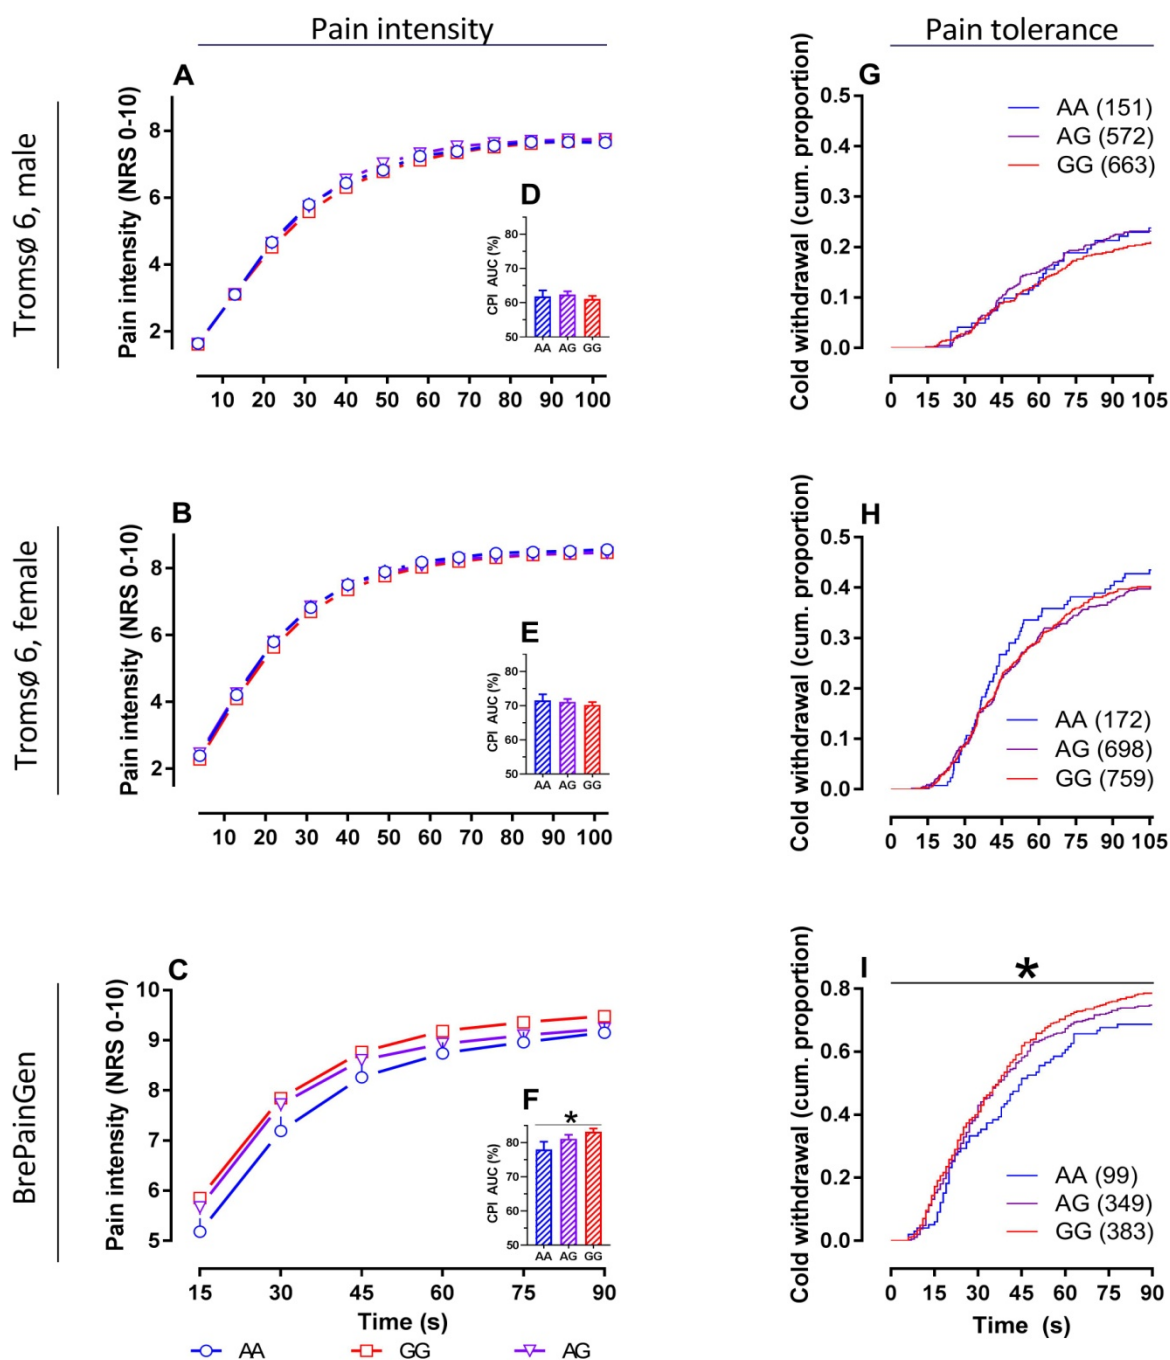 Pain intensity
Pain tolerance
Tromsø 6, male
A
Pain intensity (NRS 0-10)
8
6
4
2
10 20 30 40 50 60 70 80 90 100
D
CPI AUC (%)
80
70
60
50
AA AG GG
G
Cold withdrawal (cum. proportion)
0.5
0.4
0.3
0.2
0.1
0.0
AA (151)
AG (572)
GG (663)
0 15 30 45 60 75 90 105
Tromsø 6, female
B
Pain intensity (NRS 0-10)
8
6
4
2
10 20 30 40 50 60 70 80 90 100
E
CPI AUC (%)
80
70
60
50
AA AG GG
H
Cold withdrawal (cum. proportion)
0.5
0.4
0.3
0.2
0.1
0.0
AA (172)
AG (698)
GG (759)
0 15 30 45 60 75 90 105
BrePainGen
C
Pain intensity (NRS 0-10)
10
9
8
7
6
5
15 30 45 60 75 90
Time (s)
F
*
CPI AUC (%)
80
70
60
50
AA AG GG
I
*
Cold withdrawal (cum. proportion)
0.8
0.6
0.4
0.2
0.0
AA (99)
AG (349)
GG (383)
0 15 30 45 60 75 90
Time (s)
AA GG AG